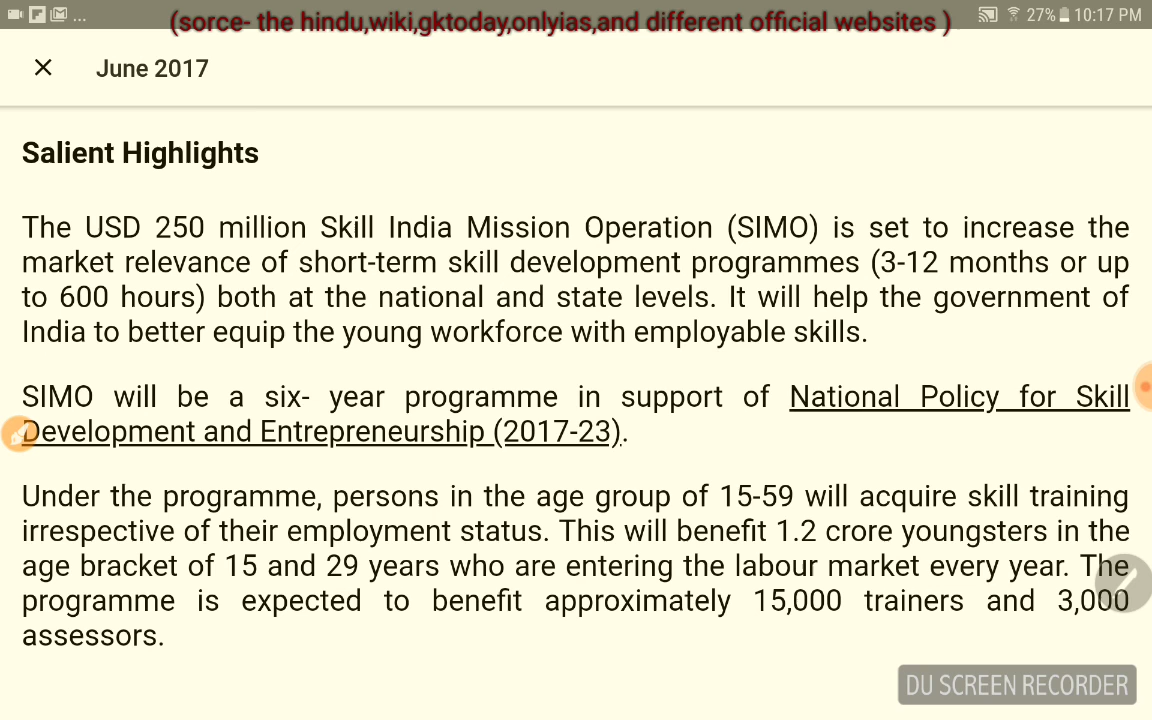 (sorce- the hindu,wiki,gktoday,onlyias,and different official websites )
27% 10:17 PM
June 2017
Salient Highlights
The USD 250 million Skill India Mission Operation (SIMO) is set to increase the
market relevance of short-term skill development programmes (3-12 months or up
to 600 hours) both at the national and state levels. It will help the government of
India to better equip the young workforce with employable skills.
SIMO will be a six- year programme in support of National Policy for Skill
Development and Entrepreneurship (2017-23).
Under the programme, persons in the age group of 15-59 will acquire skill training
irrespective of their employment status. This will benefit 1.2 crore youngsters in the
age bracket of 15 and 29 years who are entering the labour market every year. The
programme is expected to benefit approximately 15,000 trainers and 3,000
assessors.
DU SCREEN RECORDER